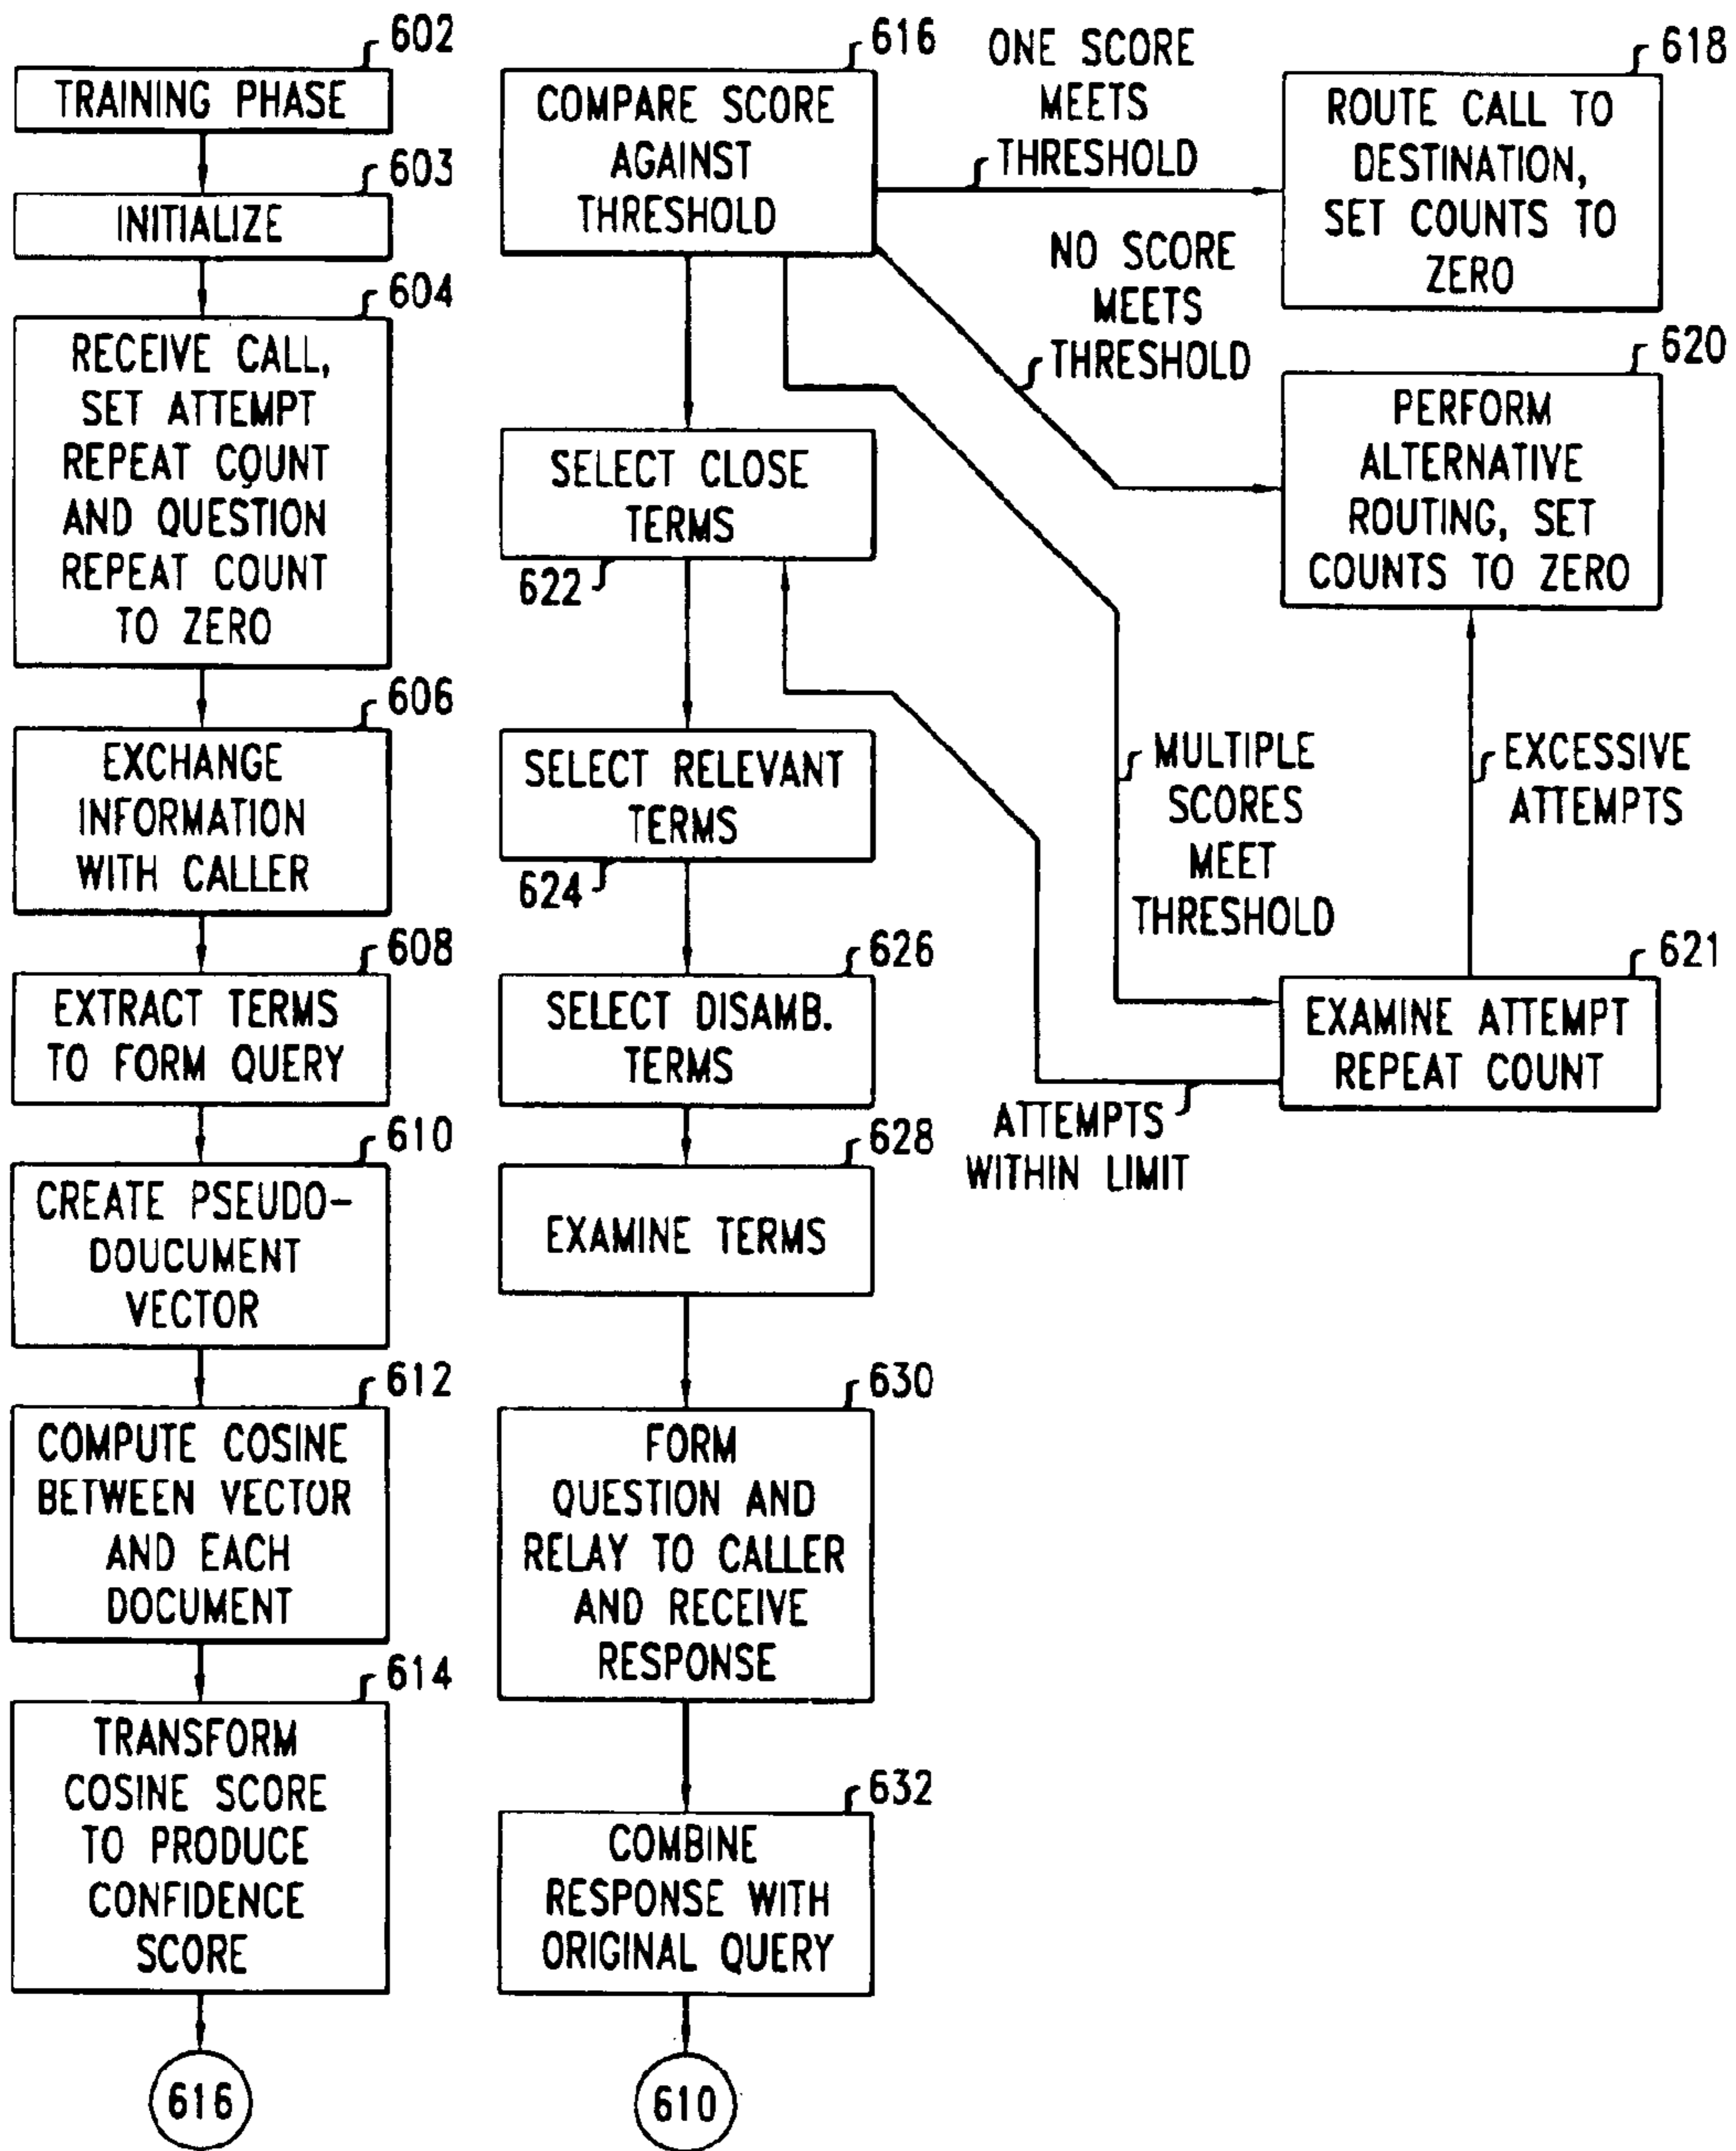 602
TRAINING PHASE
603
INITIALIZE
604
RECEIVE CALL,
SET ATTEMPT
REPEAT COUNT
AND QUESTION
REPEAT COUNT
TO ZERO
606
EXCHANGE
INFORMATION
WITH CALLER
608
EXTRACT TERMS
TO FORM QUERY
610
CREATE PSEUDO-
DOUCUMENT
VECTOR
612
COMPUTE COSINE
BETWEEN VECTOR
AND EACH
DOCUMENT
614
TRANSFORM
COSINE SCORE
TO PRODUCE
CONFIDENCE
SCORE
616
616
COMPARE SCORE
AGAINST
THRESHOLD
SELECT CLOSE
TERMS
622
SELECT RELEVANT
TERMS
624
626
SELECT DISAMB.
TERMS
628
EXAMINE TERMS
630
FORM
QUESTION AND
RELAY TO CALLER
AND RECEIVE
RESPONSE
632
COMBINE
RESPONSE WITH
ORIGINAL QUERY
610
ONE SCORE
MEETS
THRESHOLD
618
ROUTE CALL TO
DESTINATION,
SET COUNTS TO
ZERO
NO SCORE
MEETS
THRESHOLD
620
PERFORM
ALTERNATIVE
ROUTING, SET
COUNTS TO ZERO
MULTIPLE
SCORES
MEET
THRESHOLD
EXCESSIVE
ATTEMPTS
621
EXAMINE ATTEMPT
REPEAT COUNT
ATTEMPTS
WITHIN LIMIT